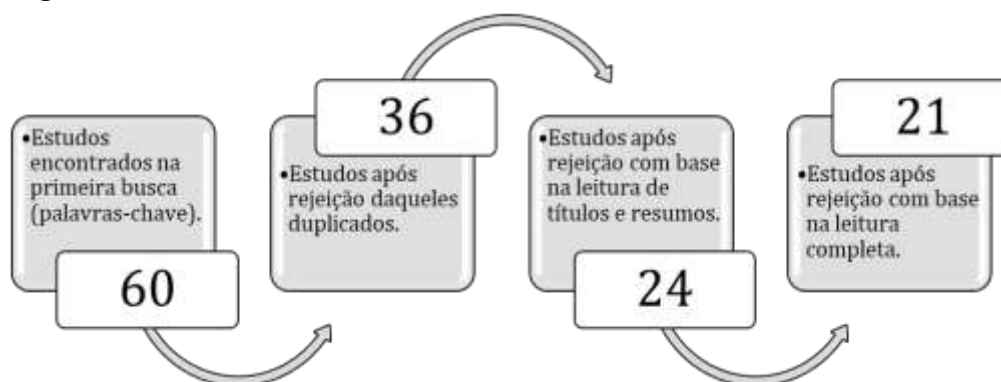 •Estudos
encontrados na
primeira busca
(palavras-chave).
60
36
•Estudos após
rejeição daqueles
duplicados.
•Estudos após
rejeição com base
na leitura de
títulos e resumos.
24
21
•Estudos após
rejeição com base
na leitura
completa.